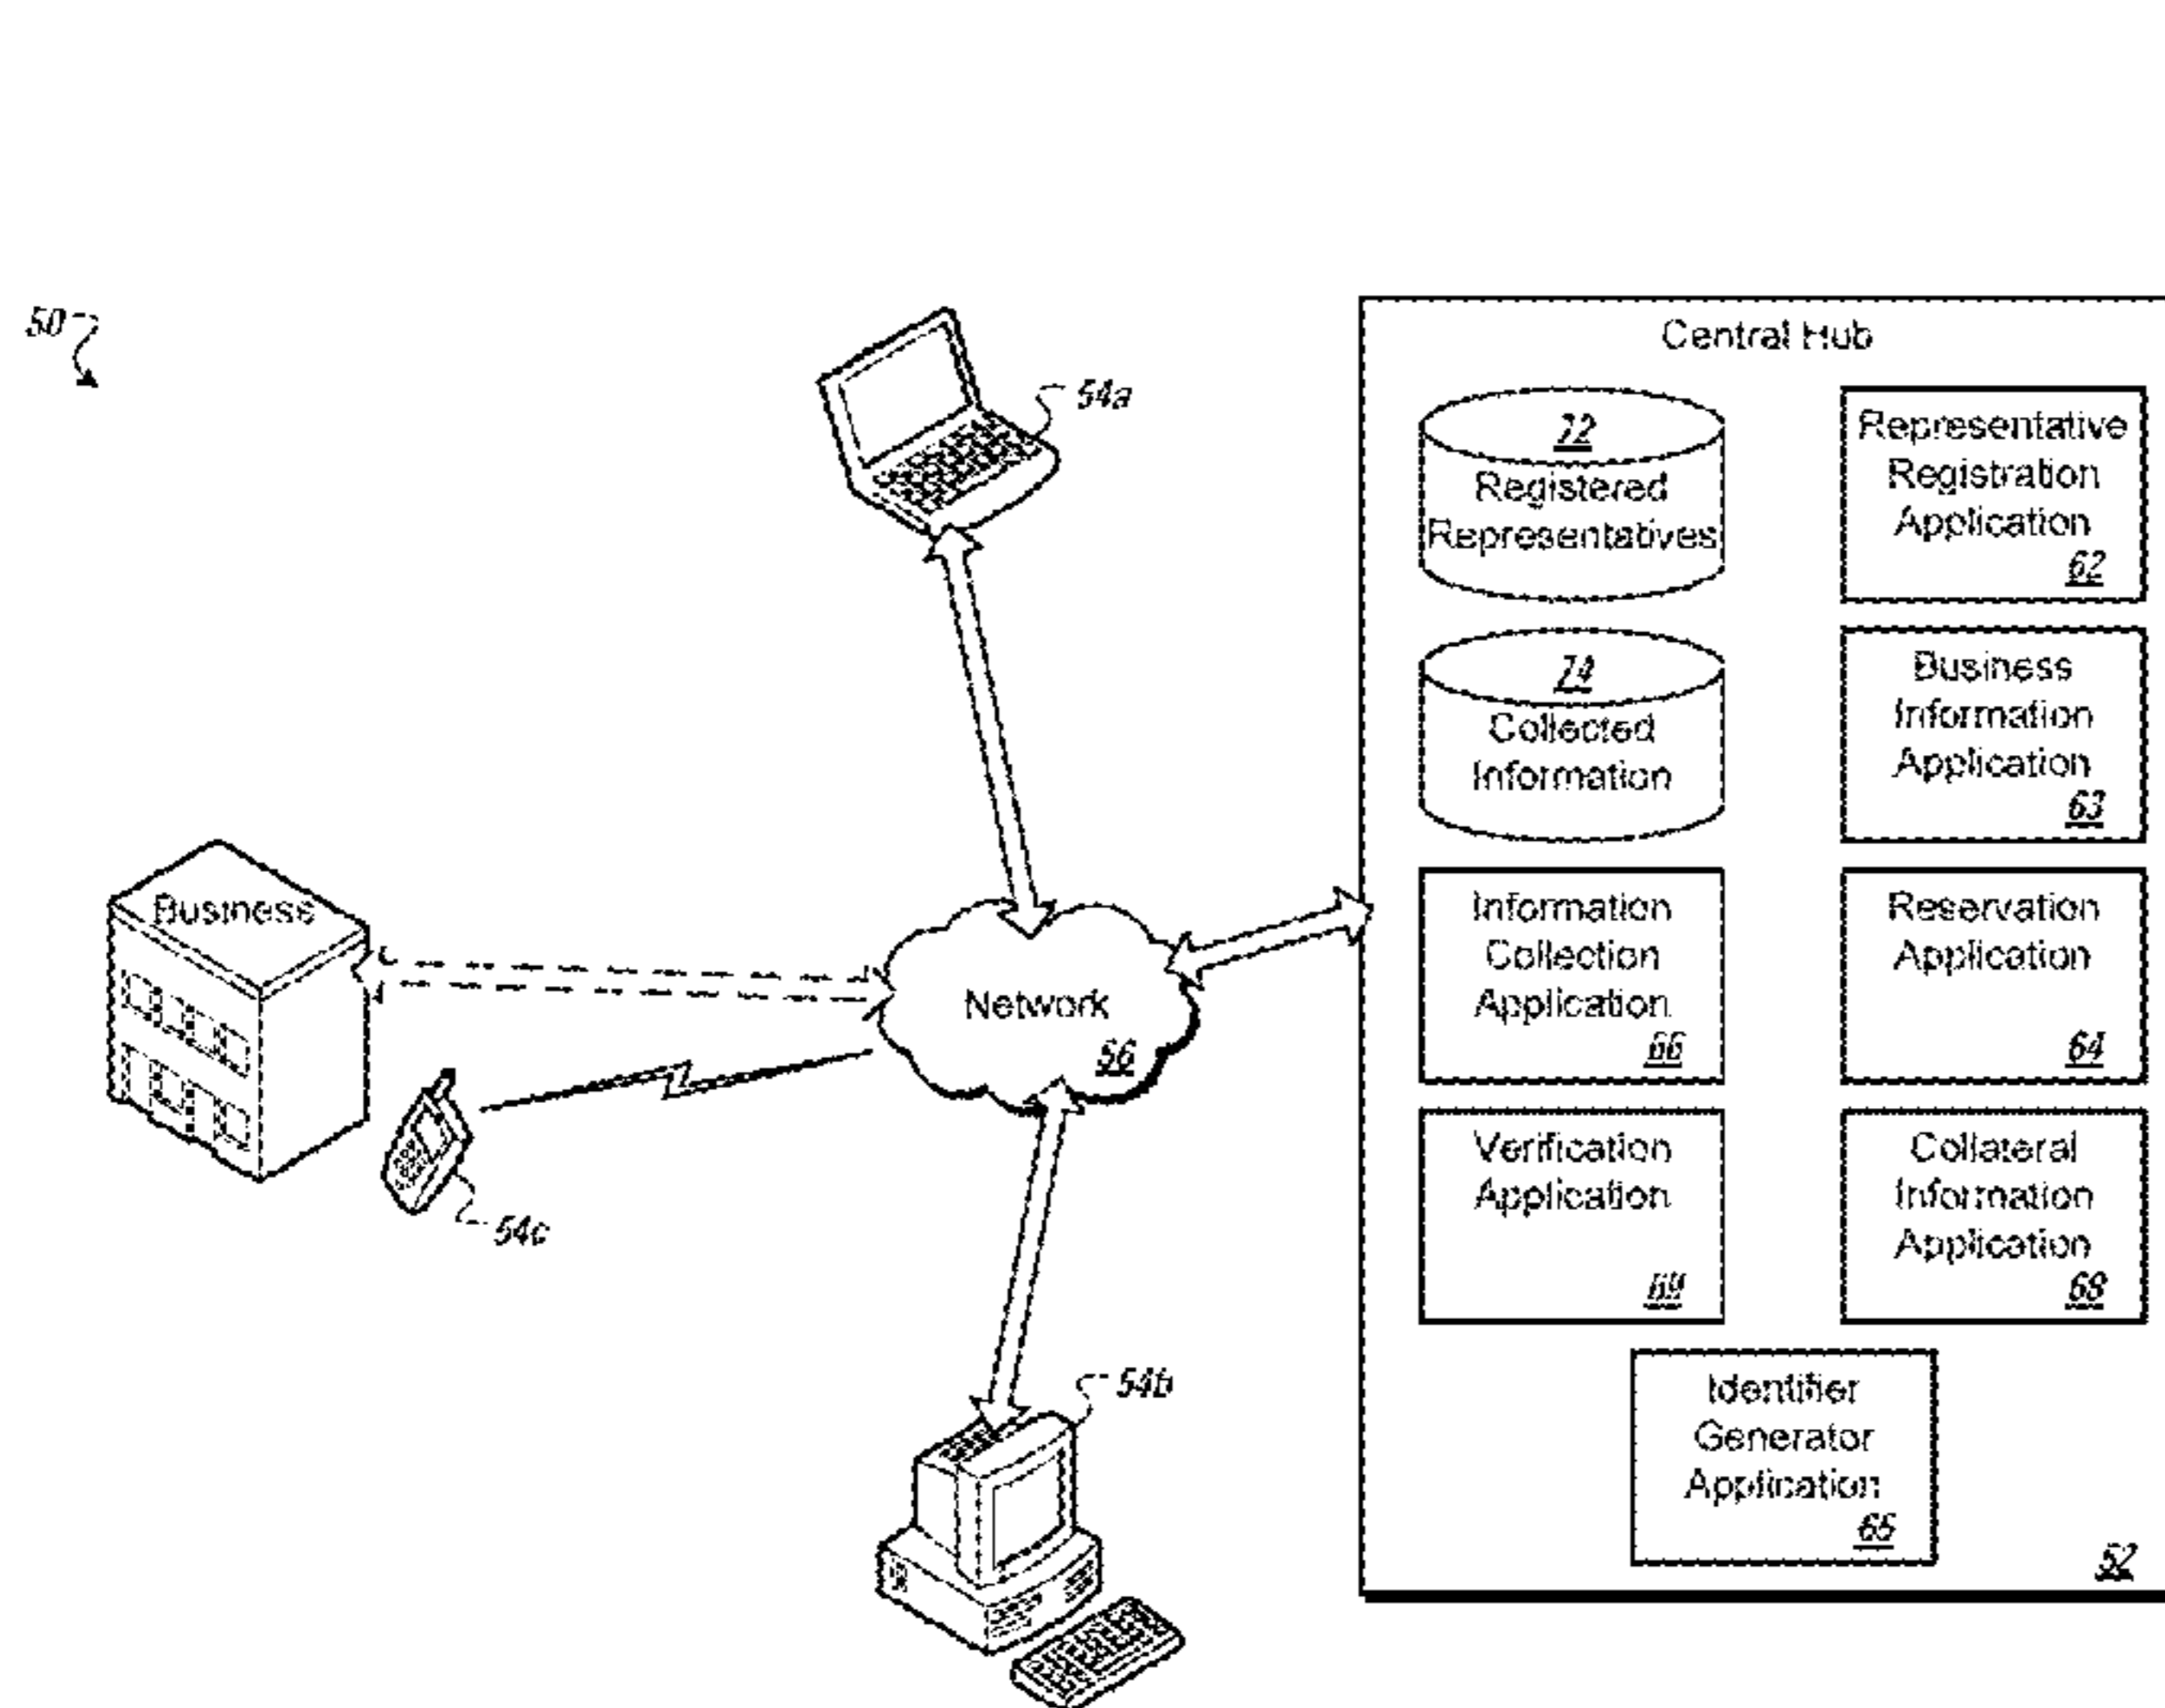 50
54a
Business
Network
56
54c
54b
Central Hub
72
Registered
Representatives
Representative
Registration
Application
62
74
Collected
Information
Business
Information
Application
63
Information
Collection
Application
66
Reservation
Application
64
Verification
Application
69
Collateral
Information
Application
68
Identifier
Generator
Application
65
52